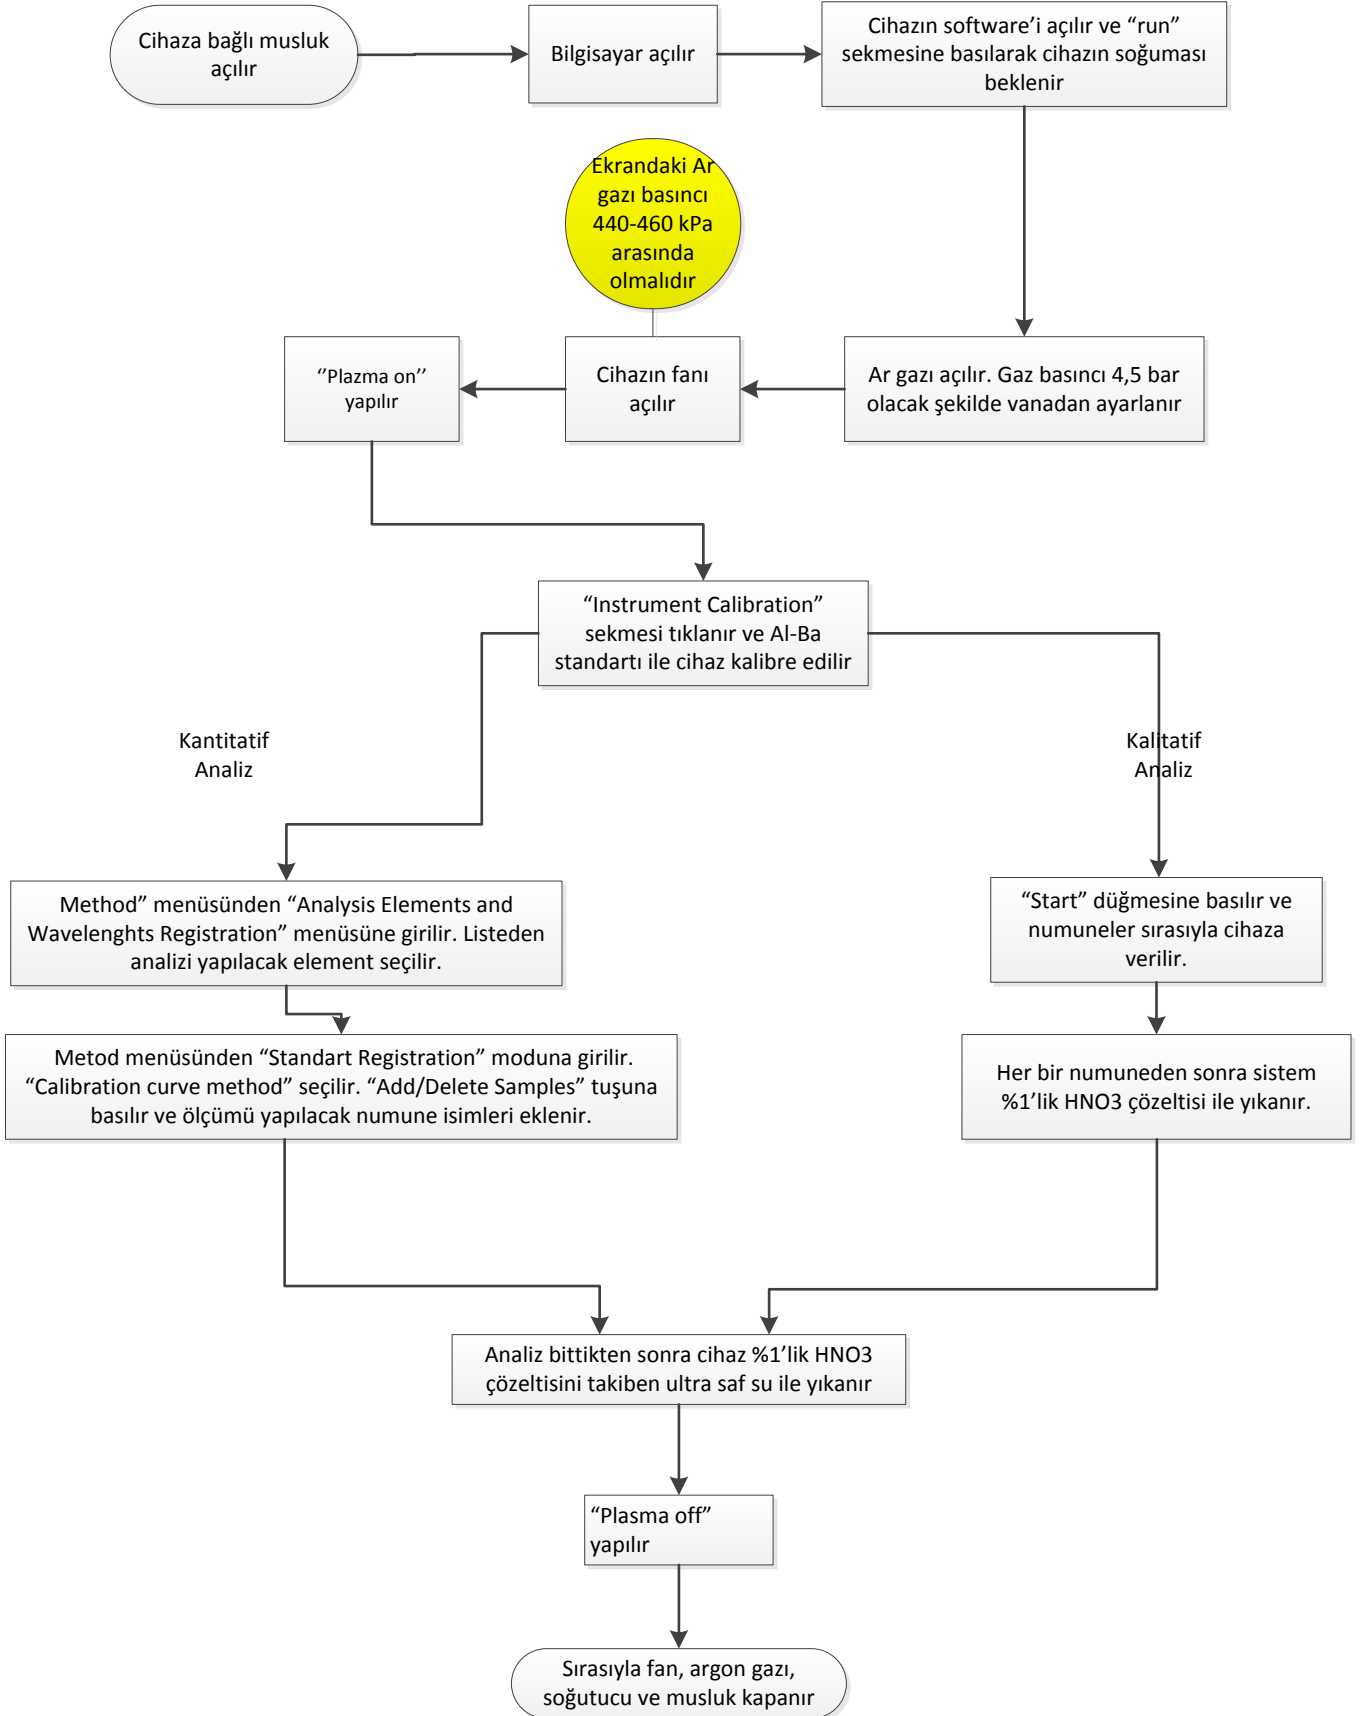 Cihaza bağlı musluk
açılır
Bilgisayar açılır
Cihazın software’i açılır ve “run”
sekmesine basılarak cihazın soğuması
beklenir
Ekrandaki Ar
gazı basıncı
440-460 kPa
arasında
olmalıdır
Ar gazı açılır. Gaz basıncı 4,5 bar
olacak şekilde vanadan ayarlanır
Cihazın fanı
açılır
‘’Plazma on’’
yapılır
“Instrument Calibration”
sekmesi tıklanır ve Al-Ba
standartı ile cihaz kalibre edilir
Kantitatif
Analiz
Kalitatif
Analiz
Method” menüsünden “Analysis Elements and
Wavelenghts Registration” menüsüne girilir. Listeden
analizi yapılacak element seçilir.
Metod menüsünden “Standart Registration” moduna girilir.
“Calibration curve method” seçilir. “Add/Delete Samples” tuşuna
basılır ve ölçümü yapılacak numune isimleri eklenir.
“Start” düğmesine basılır ve
numuneler sırasıyla cihaza
verilir.
Her bir numuneden sonra sistem
%1’lik HNO3 çözeltisi ile yıkanır.
Analiz bittikten sonra cihaz %1’lik HNO3
çözeltisini takiben ultra saf su ile yıkanır
“Plasma off”
yapılır
Sırasıyla fan, argon gazı,
soğutucu ve musluk kapanır